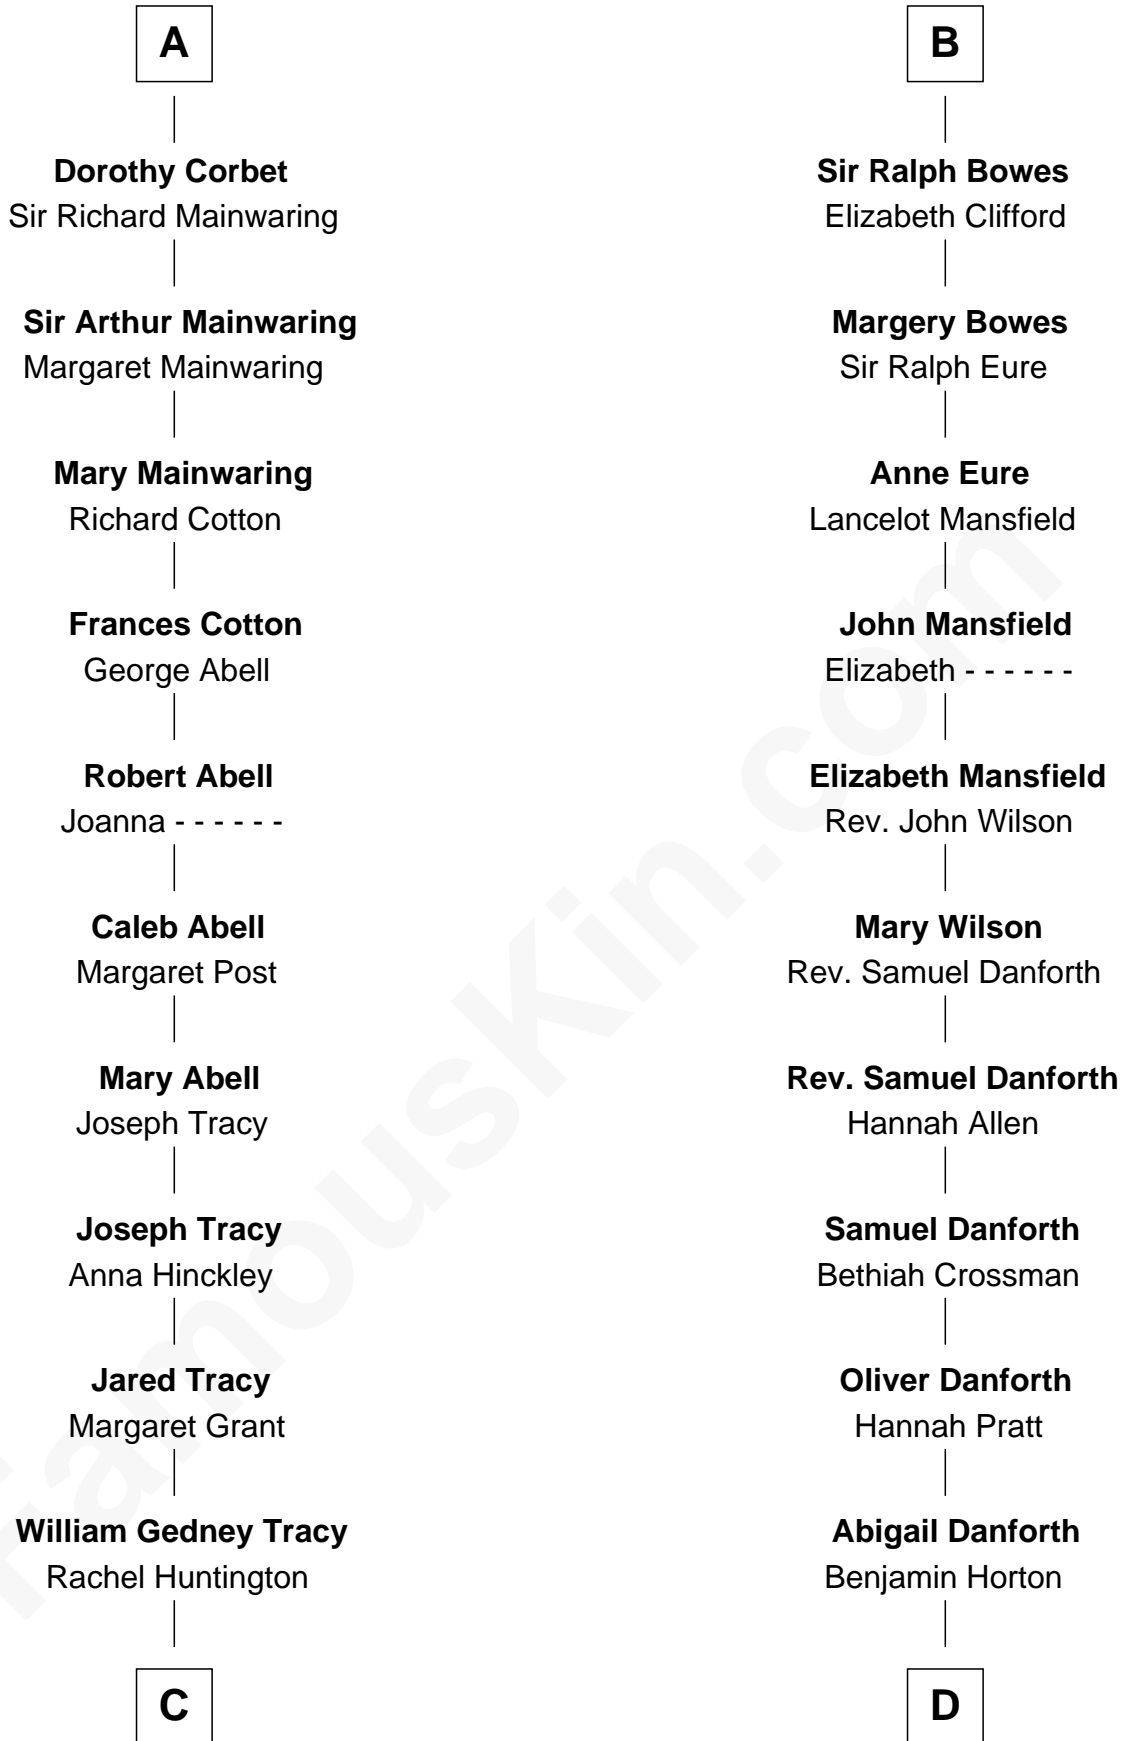 A
Dorothy Corbet
Sir Richard Mainwaring
Sir Arthur Mainwaring
Margaret Mainwaring
Mary Mainwaring
Richard Cotton
Frances Cotton
George Abell
Robert Abell
Joanna - - - - - -
Caleb Abell
Margaret Post
Mary Abell
Joseph Tracy
Joseph Tracy
Anna Hinckley
Jared Tracy
Margaret Grant
William Gedney Tracy
Rachel Huntington
C
B
Sir Ralph Bowes
Elizabeth Clifford
Margery Bowes
Sir Ralph Eure
Anne Eure
Lancelot Mansfield
John Mansfield
Elizabeth - - - - - -
Elizabeth Mansfield
Rev. John Wilson
Mary Wilson
Rev. Samuel Danforth
Rev. Samuel Danforth
Hannah Allen
Samuel Danforth
Bethiah Crossman
Oliver Danforth
Hannah Pratt
Abigail Danforth
Benjamin Horton
D
FamousKin.com